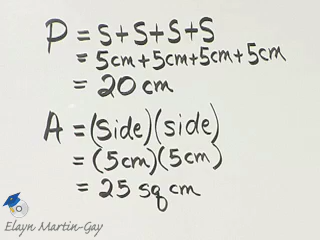 P = S+S+S+S
= 5cm+5cm+5cm+5cm
= 20 cm
A = (side)(side)
= (5cm)(5cm)
= 25 sq cm
Elayn Martin-Gay